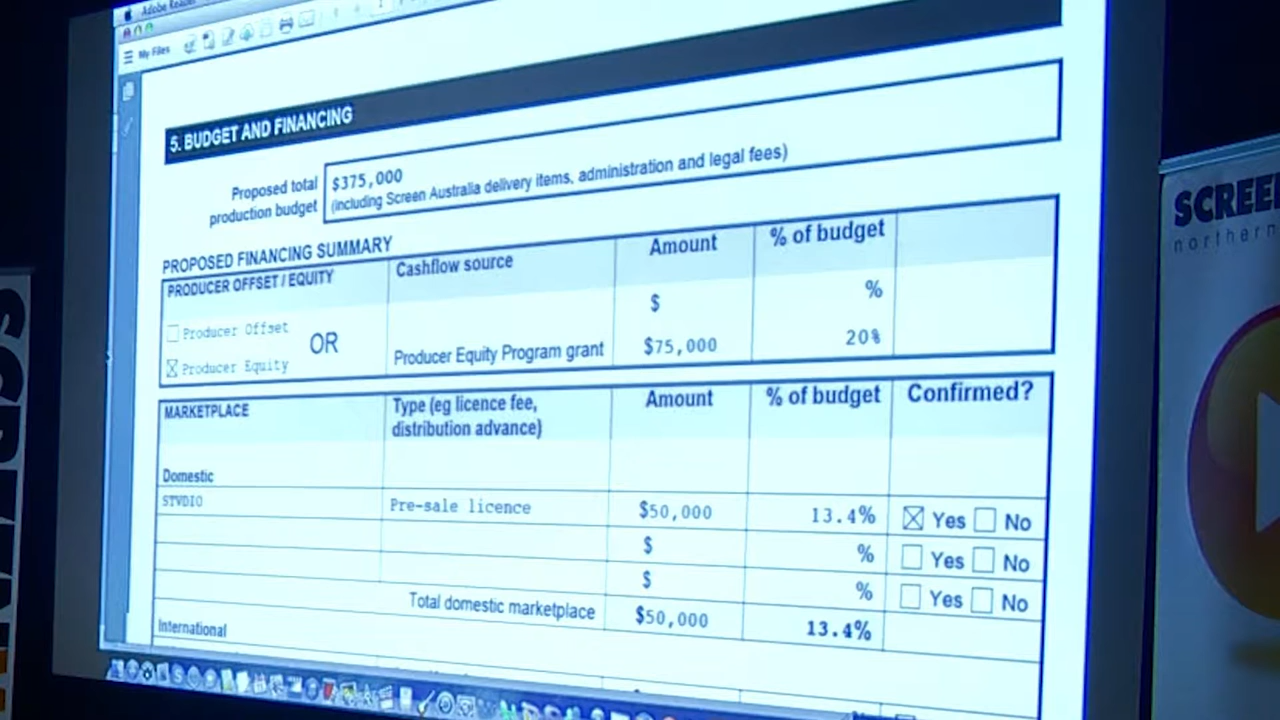 Adobe Reader
My Files
5. BUDGET AND FINANCING
Proposed total
production budget
$375,000
(including Screen Australia delivery items, administration and legal fees)
PROPOSED FINANCING SUMMARY
PRODUCER OFFSET / EQUITY
Cashflow source
Amount
% of budget
$
%
Producer Offset
OR
Producer Equity
Producer Equity Program grant
$75,000
20%
MARKETPLACE
Type (eg licence fee,
distribution advance)
Amount
% of budget
Confirmed?
Domestic
STVDIO
Pre-sale licence
$50,000
13.4%
Yes No
$
%
Yes No
$
%
Yes No
Total domestic marketplace
$50,000
13.4%
International
SCREE
northern